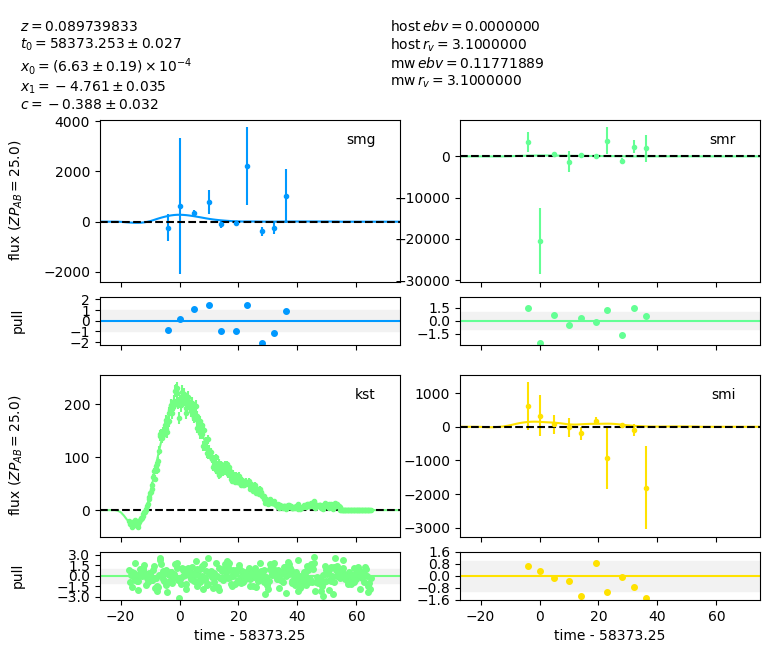 z = 0.089739833
t₀ = 58373.253 ± 0.027
x₀ = (6.63 ± 0.19) × 10⁻⁴
x₁ = −4.761 ± 0.035
c = −0.388 ± 0.032
host ebv = 0.0000000
host r_v = 3.1000000
mw ebv = 0.11771889
mw r_v = 3.1000000
flux (ZP_AB = 25.0)
4000
2000
0
−2000
smg
0
−10000
−20000
−30000
smr
pull
2
1
0
−1
−2
1.5
0.0
−1.5
flux (ZP_AB = 25.0)
200
100
0
kst
1000
0
−1000
−2000
−3000
smi
pull
3.0
1.5
0.0
−1.5
−3.0
1.6
0.8
0.0
−0.8
−1.6
−20 0 20 40 60
−20 0 20 40 60
time - 58373.25
time - 58373.25